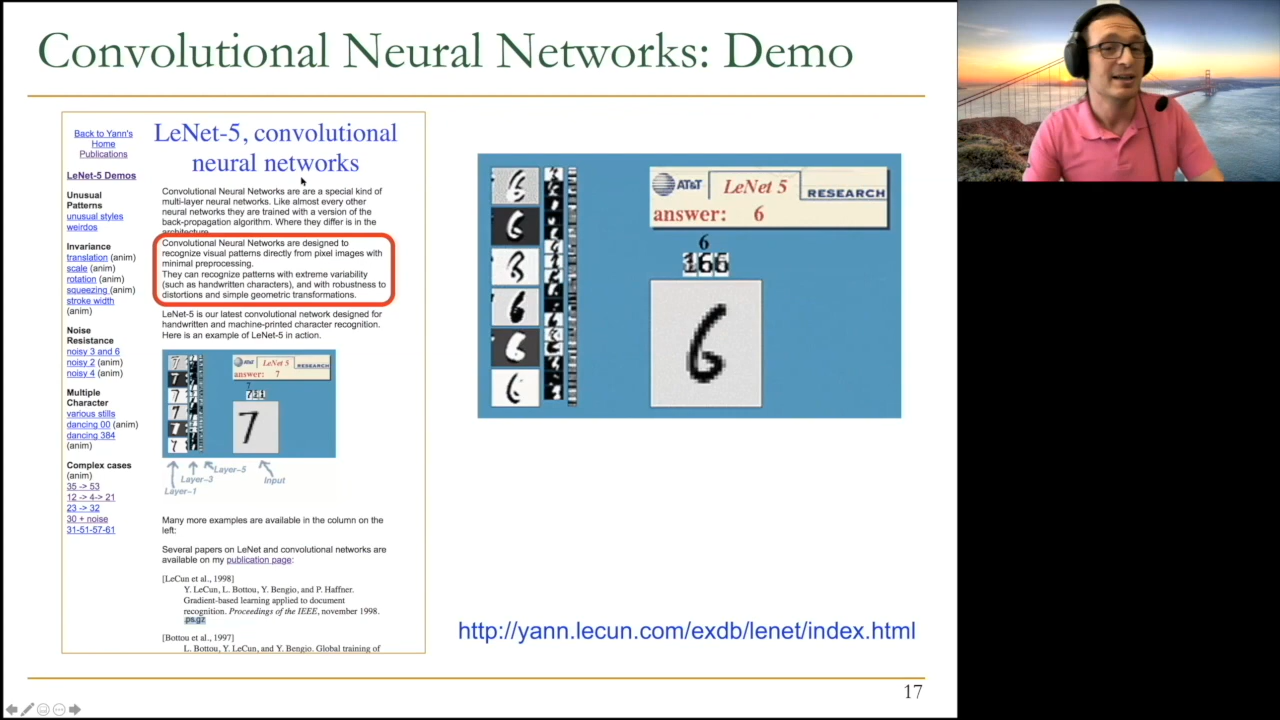 Convolutional Neural Networks: Demo
Back to Yann's
Home
Publications
LeNet-5 Demos
Unusual
Patterns
unusual styles
weirdos
Invariance
translation (anim)
scale (anim)
rotation (anim)
squeezing (anim)
stroke width
(anim)
Noise
Resistance
noisy 3 and 6
noisy 2 (anim)
noisy 4 (anim)
Multiple
Character
various stills
dancing 00 (anim)
dancing 384
(anim)
Complex cases
(anim)
35 -> 53
12 -> 4-> 21
23 -> 32
30 + noise
31-51-57-61
LeNet-5, convolutional
neural networks
Convolutional Neural Networks are are a special kind of
multi-layer neural networks. Like almost every other
neural networks they are trained with a version of the
back-propagation algorithm. Where they differ is in the
architecture.
Convolutional Neural Networks are designed to
recognize visual patterns directly from pixel images with
minimal preprocessing.
They can recognize patterns with extreme variability
(such as handwritten characters), and with robustness to
distortions and simple geometric transformations.
LeNet-5 is our latest convolutional network designed for
handwritten and machine-printed character recognition.
Here is an example of LeNet-5 in action.
AT&T LeNet 5 RESEARCH
answer: 7
7
7
Layer-5
Layer-3
Input
Layer-1
Many more examples are available in the column on the
left:
Several papers on LeNet and convolutional networks are
available on my publication page:
[LeCun et al., 1998]
Y. LeCun, L. Bottou, Y. Bengio, and P. Haffner.
Gradient-based learning applied to document
recognition. Proceedings of the IEEE, november 1998.
ps.gz
[Bottou et al., 1997]
L. Bottou, Y. LeCun, and Y. Bengio. Global training of
AT&T LeNet 5 RESEARCH
answer: 6
6
166
6
http://yann.lecun.com/exdb/lenet/index.html
17